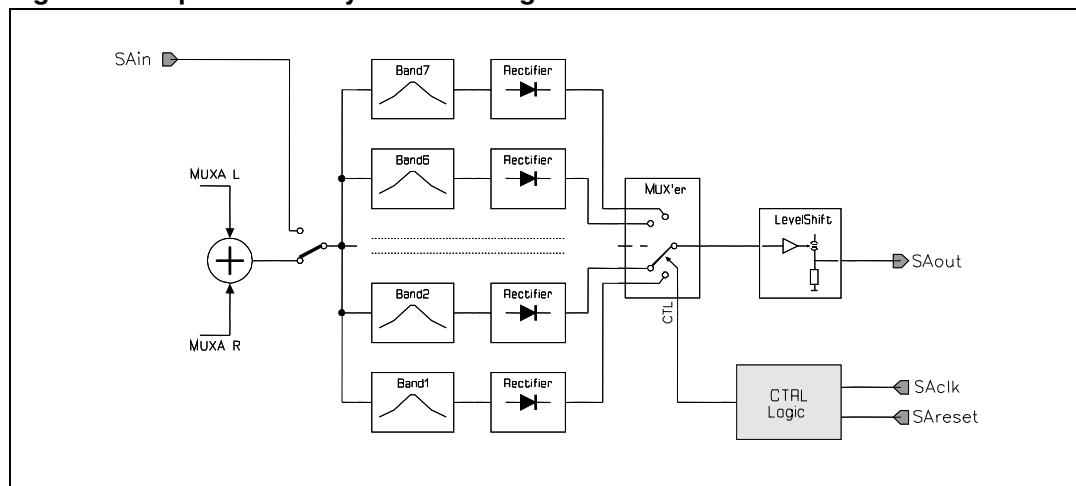 SAin
Band7
Rectifier
MUXA L
Band6
Rectifier
MUX'er
LevelShift
SAout
MUXA R
Band2
Rectifier
CTL
Band1
Rectifier
CTRL
Logic
SAclk
SAreset